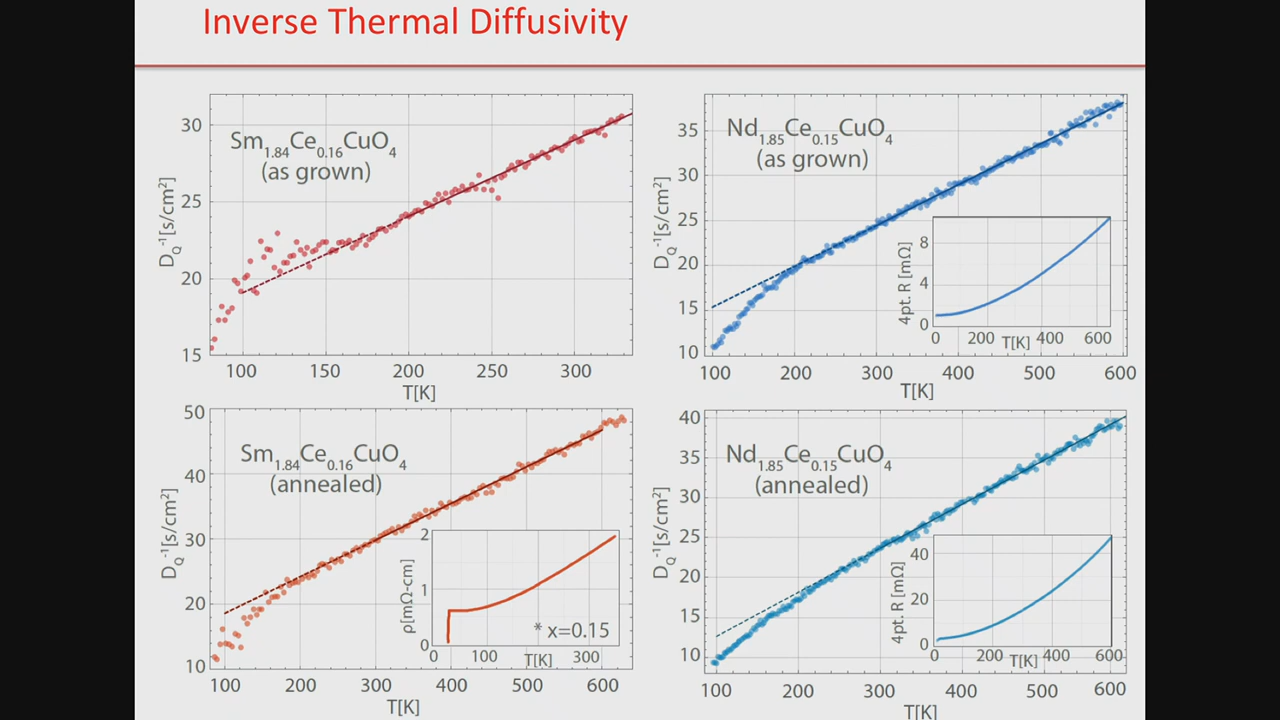 Inverse Thermal Diffusivity
Sm1.84Ce0.16CuO4
(as grown)
DQ-1[s/cm2]
30
25
20
15
100 150 200 250 300
T[K]
Nd1.85Ce0.15CuO4
(as grown)
DQ-1[s/cm2]
35
30
25
20
15
10
100 200 300 400 500 600
T[K]
4pt. R [mΩ]
8
4
0
0 200 400 600
T[K]
Sm1.84Ce0.16CuO4
(annealed)
DQ-1[s/cm2]
50
40
30
20
10
100 200 300 400 500 600
T[K]
ρ[mΩ-cm]
2
1
0
* x=0.15
0 100 300
T[K]
Nd1.85Ce0.15CuO4
(annealed)
DQ-1[s/cm2]
40
35
30
25
20
15
10
100 200 300 400 500 600
T[K]
4pt. R [mΩ]
40
20
0
0 200 400 600
T[K]